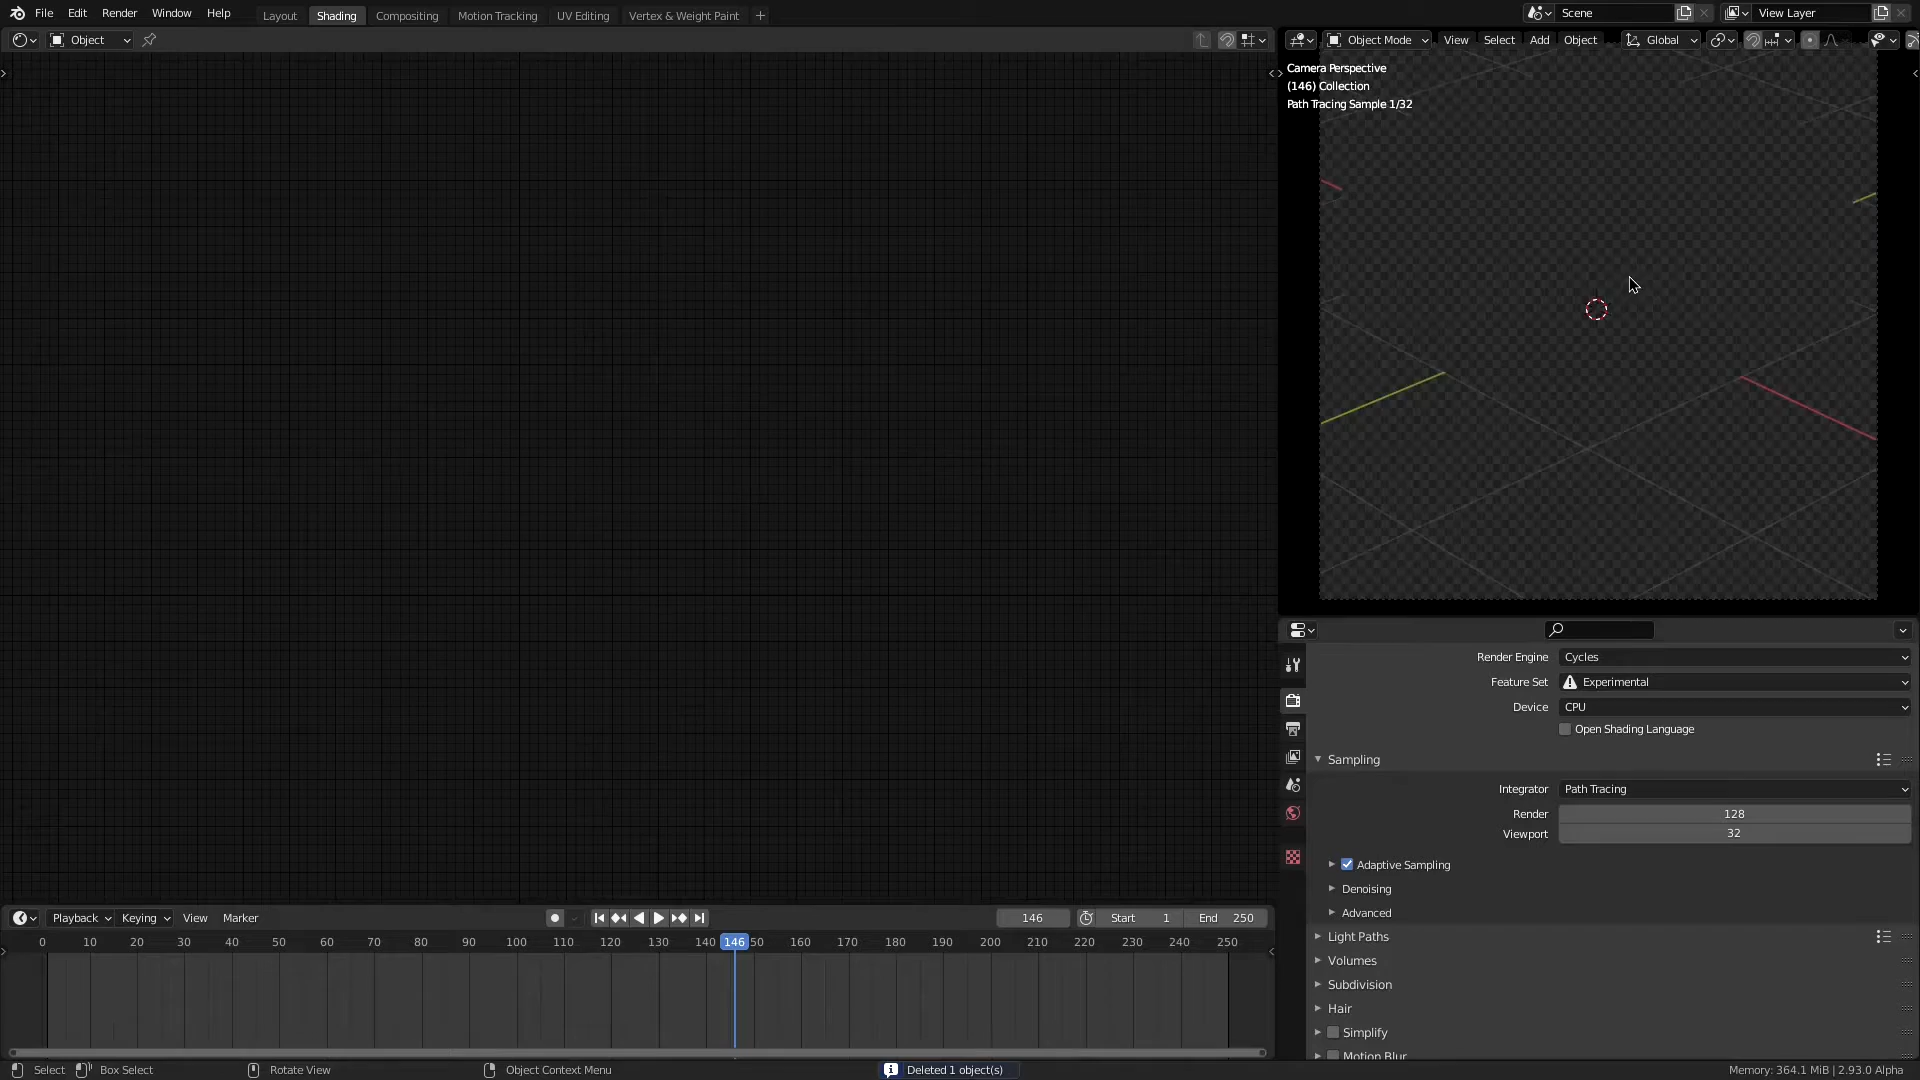 File Edit Render Window Help Layout Shading Compositing Motion Tracking UV Editing Vertex & Weight Paint Scene View Layer
Object Object Mode View Select Add Object Global
Camera Perspective
(146) Collection
Path Tracing Sample 1/32
Render Engine Cycles
Feature Set Experimental
Device CPU
Open Shading Language
Sampling
Integrator Path Tracing
Render 128
Viewport 32
Adaptive Sampling
Denoising
Advanced
Light Paths
Volumes
Subdivision
Hair
Simplify
Motion Blur
Playback Keying View Marker 146 Start 1 End 250
0 10 20 30 40 50 60 70 80 90 100 110 120 130 140 146 50 160 170 180 190 200 210 220 230 240 250
Select Box Select Rotate View Object Context Menu Deleted 1 object(s) Memory: 364.1 MiB | 2.93.0 Alpha